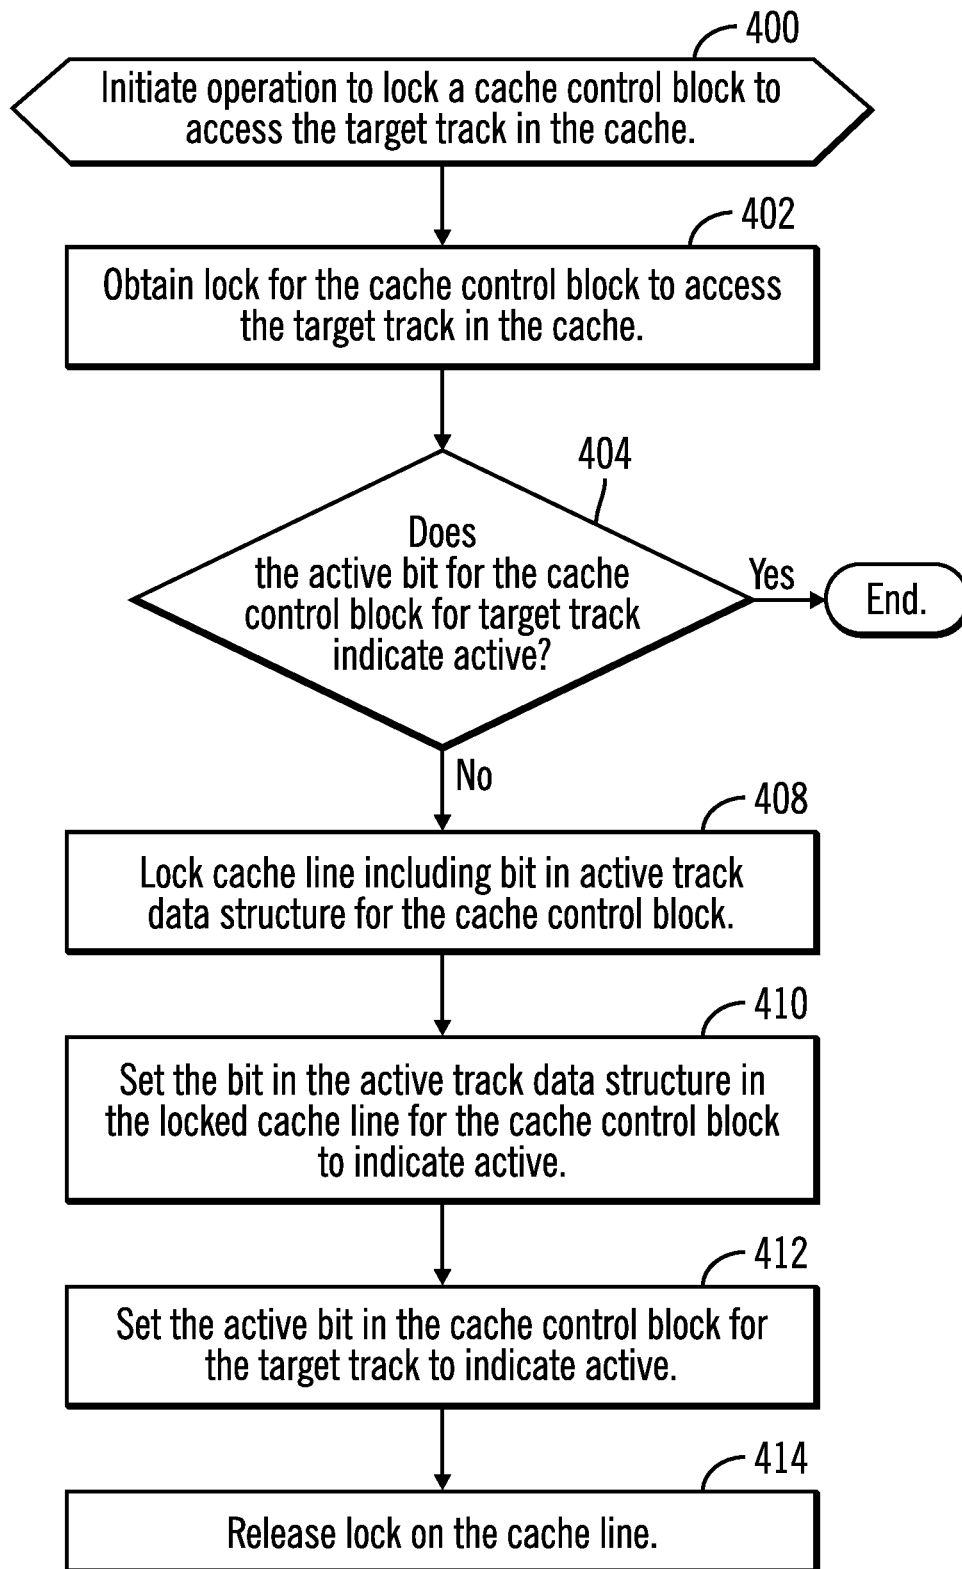 400
Initiate operation to lock a cache control block to
access the target track in the cache.
402
Obtain lock for the cache control block to access
the target track in the cache.
404
Does
the active bit for the cache
control block for target track
indicate active?
Yes
End.
No
408
Lock cache line including bit in active track
data structure for the cache control block.
410
Set the bit in the active track data structure in
the locked cache line for the cache control block
to indicate active.
412
Set the active bit in the cache control block for
the target track to indicate active.
414
Release lock on the cache line.